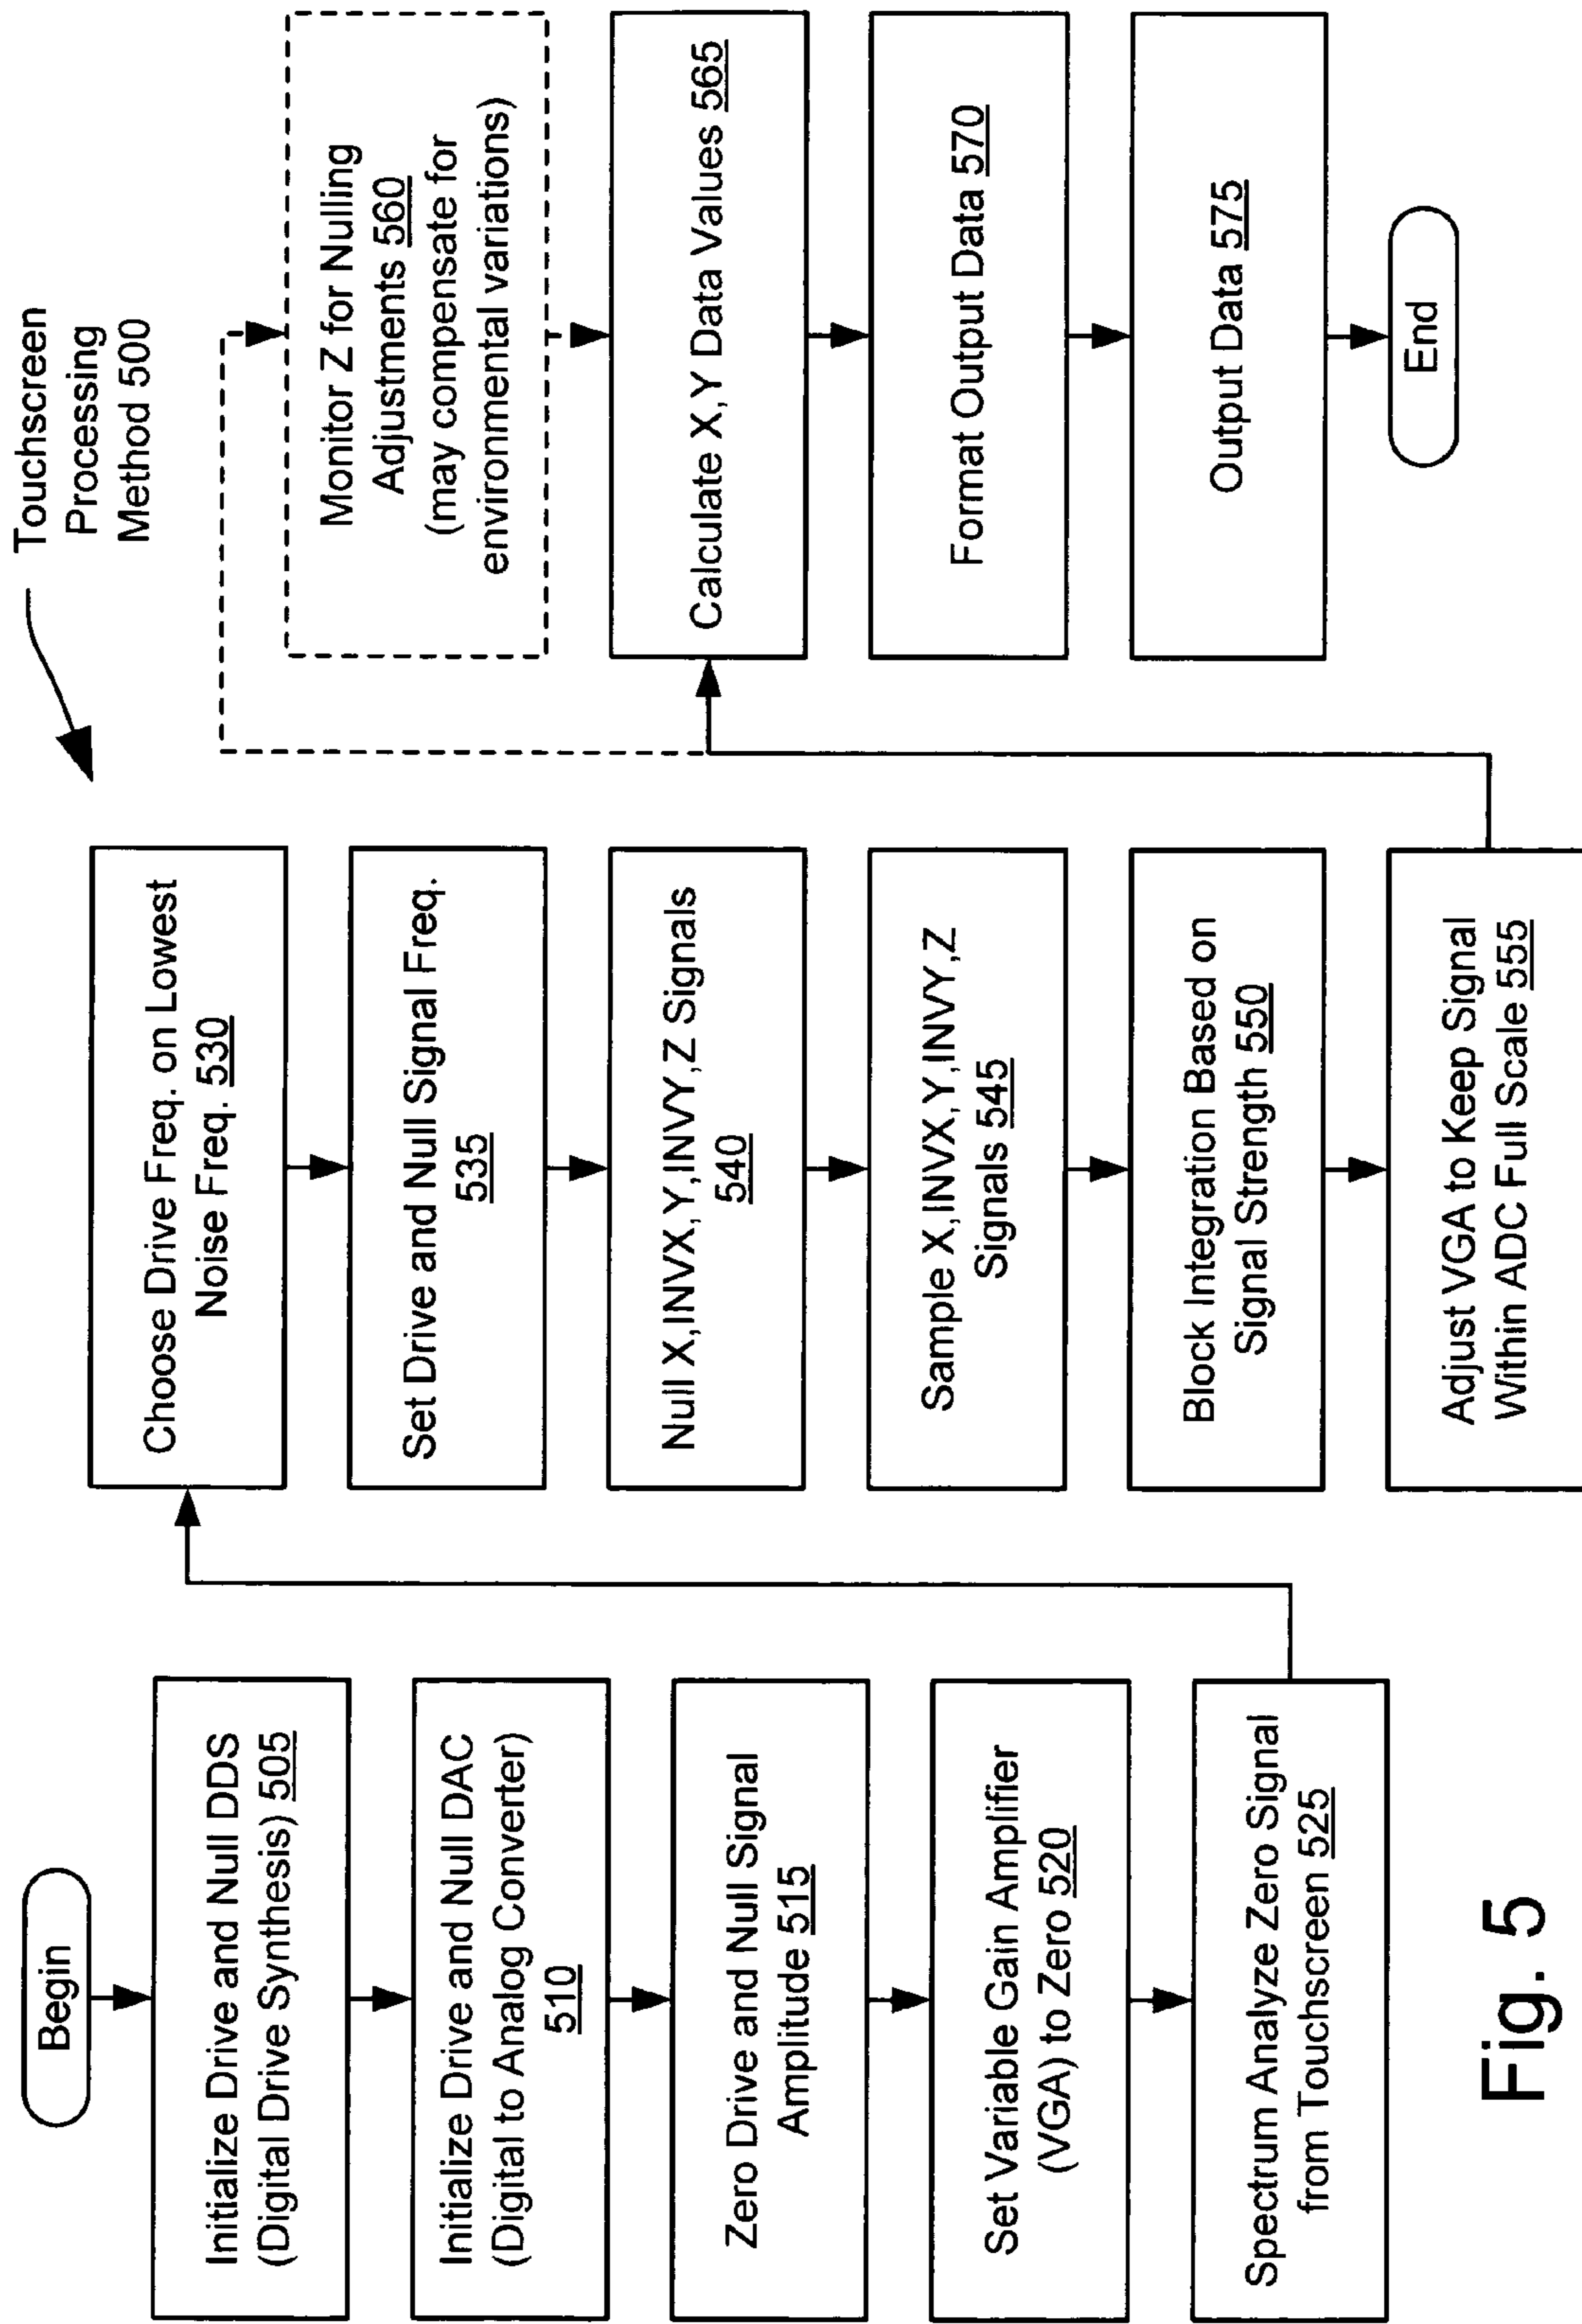 Touchscreen
Processing
Method 500
Begin
Initialize Drive and Null DDS
(Digital Drive Synthesis) 505
Initialize Drive and Null DAC
(Digital to Analog Converter)
510
Zero Drive and Null Signal
Amplitude 515
Set Variable Gain Amplifier
(VGA) to Zero 520
Spectrum Analyze Zero Signal
from Touchscreen 525
Choose Drive Freq. on Lowest
Noise Freq. 530
Set Drive and Null Signal Freq.
535
Null X,INVX,Y,INVY,Z Signals
540
Sample X,INVX,Y,INVY,Z
Signals 545
Block Integration Based on
Signal Strength 550
Adjust VGA to Keep Signal
Within ADC Full Scale 555
Monitor Z for Nulling
Adjustments 560
(may compensate for
environmental variations)
Calculate X,Y Data Values 565
Format Output Data 570
Output Data 575
End
Fig. 5